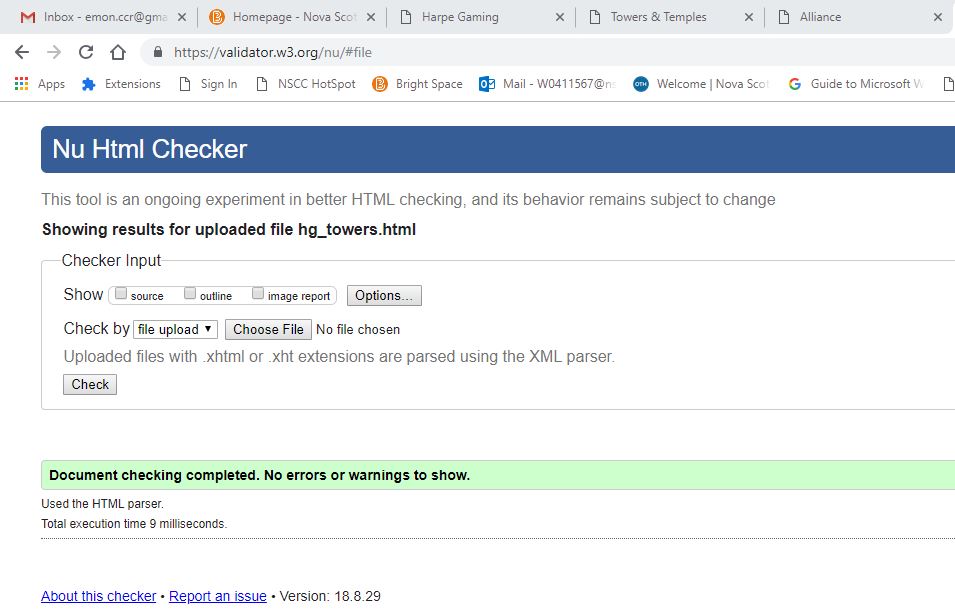 Inbox - emon.ccr@gma
Homepage - Nova Scot
Harpe Gaming
Towers & Temples
Alliance
https://validator.w3.org/nu/#file
Apps
Extensions
Sign In
NSCC HotSpot
Bright Space
Mail - W0411567@ns
Welcome | Nova Scot
Guide to Microsoft W
Nu Html Checker
This tool is an ongoing experiment in better HTML checking, and its behavior remains subject to change
Showing results for uploaded file hg_towers.html
Checker Input
Show source outline image report Options...
Check by file upload Choose File No file chosen
Uploaded files with .xhtml or .xht extensions are parsed using the XML parser.
Check
Document checking completed. No errors or warnings to show.
Used the HTML parser.
Total execution time 9 milliseconds.
About this checker • Report an issue • Version: 18.8.29